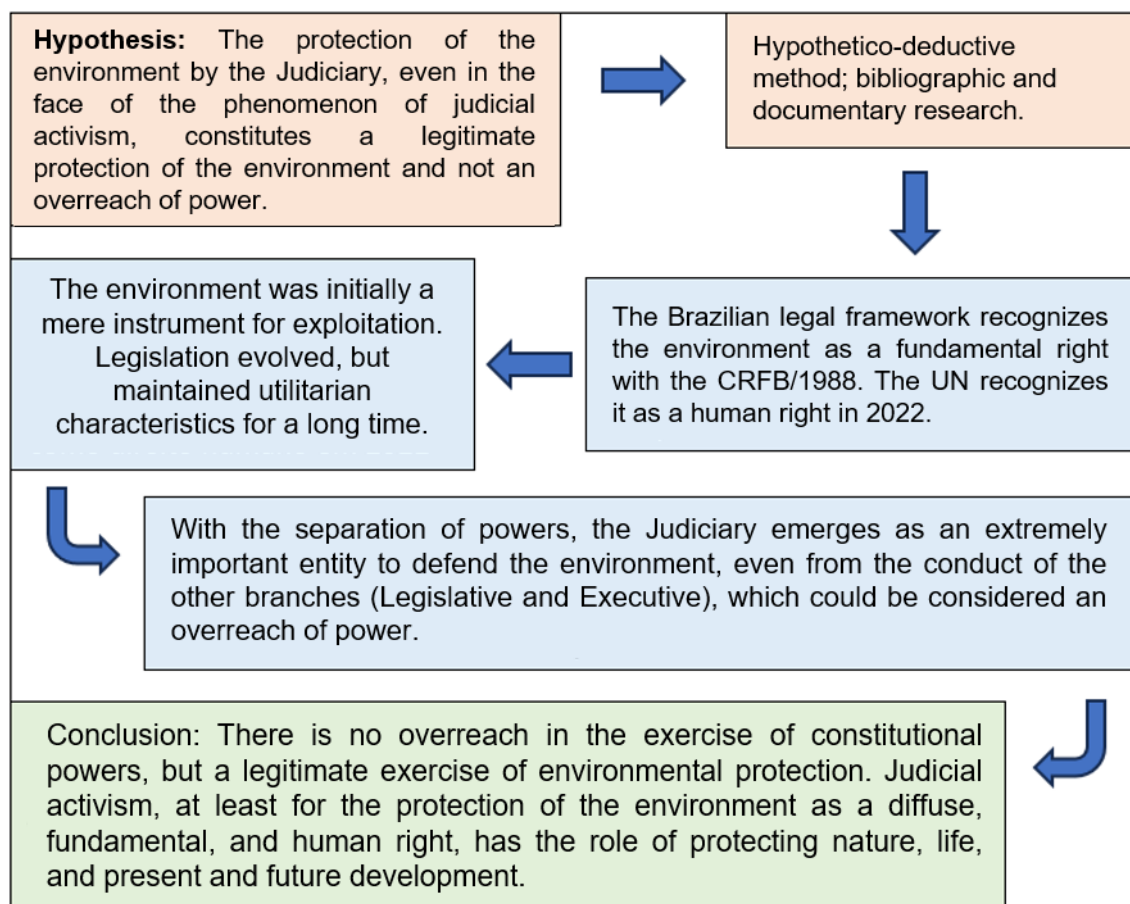 Hypothesis: The protection of the
environment by the Judiciary, even in the
face of the phenomenon of judicial
activism, constitutes a legitimate
protection of the environment and not an
overreach of power.
Hypothetico-deductive
method; bibliographic and
documentary research.
The Brazilian legal framework recognizes
the environment as a fundamental right
with the CRFB/1988. The UN recognizes
it as a human right in 2022.
The environment was initially a
mere instrument for exploitation.
Legislation evolved, but
maintained utilitarian
characteristics for a long time.
With the separation of powers, the Judiciary emerges as an extremely
important entity to defend the environment, even from the conduct of the
other branches (Legislative and Executive), which could be considered an
overreach of power.
Conclusion: There is no overreach in the exercise of constitutional
powers, but a legitimate exercise of environmental protection. Judicial
activism, at least for the protection of the environment as a diffuse,
fundamental, and human right, has the role of protecting nature, life,
and present and future development.